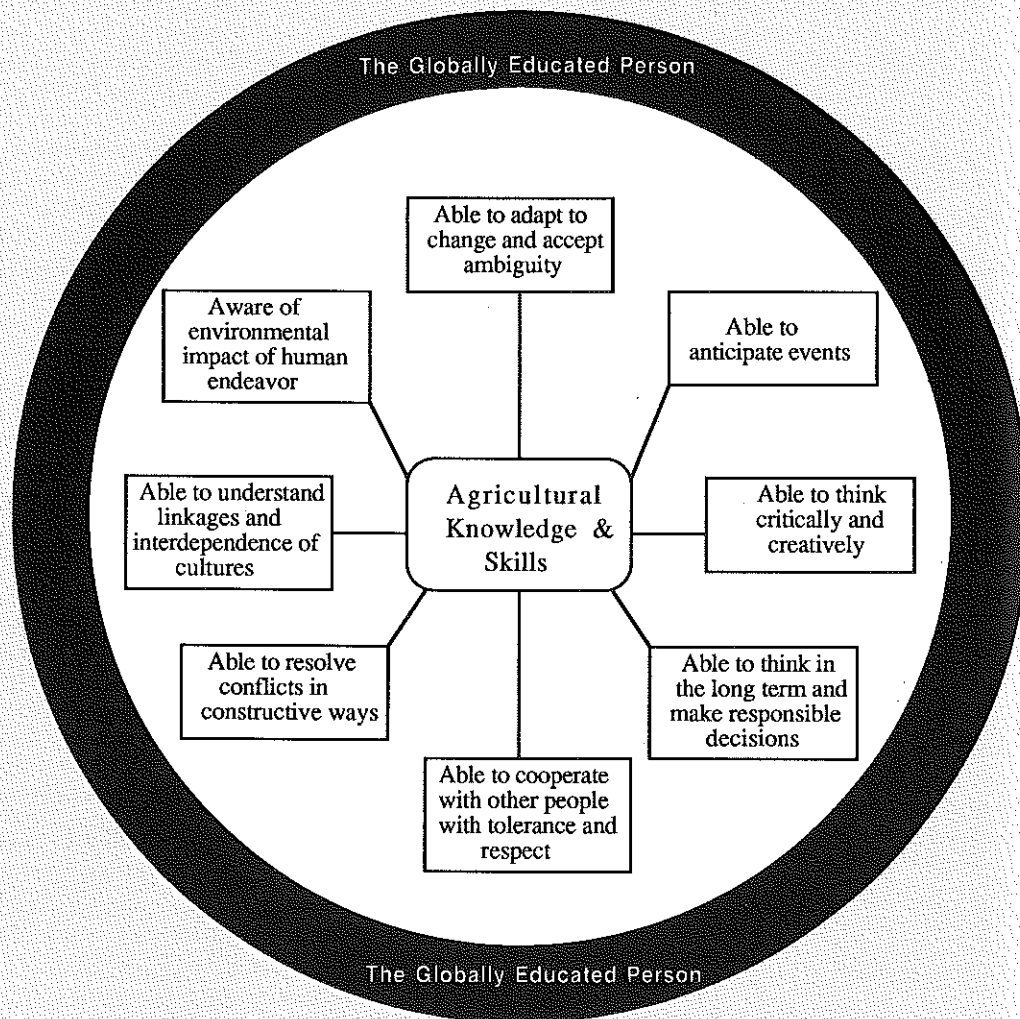 The Globally Educated Person
Able to adapt to
change and accept
ambiguity
Aware of
environmental
impact of human
endeavor
Able to
anticipate events
Able to understand
linkages and
interdependence of
cultures
Agricultural
Knowledge &
Skills
Able to think
critically and
creatively
Able to resolve
conflicts in
constructive ways
Able to think in
the long term and
make responsible
decisions
Able to cooperate
with other people
with tolerance and
respect
The Globally Educated Person